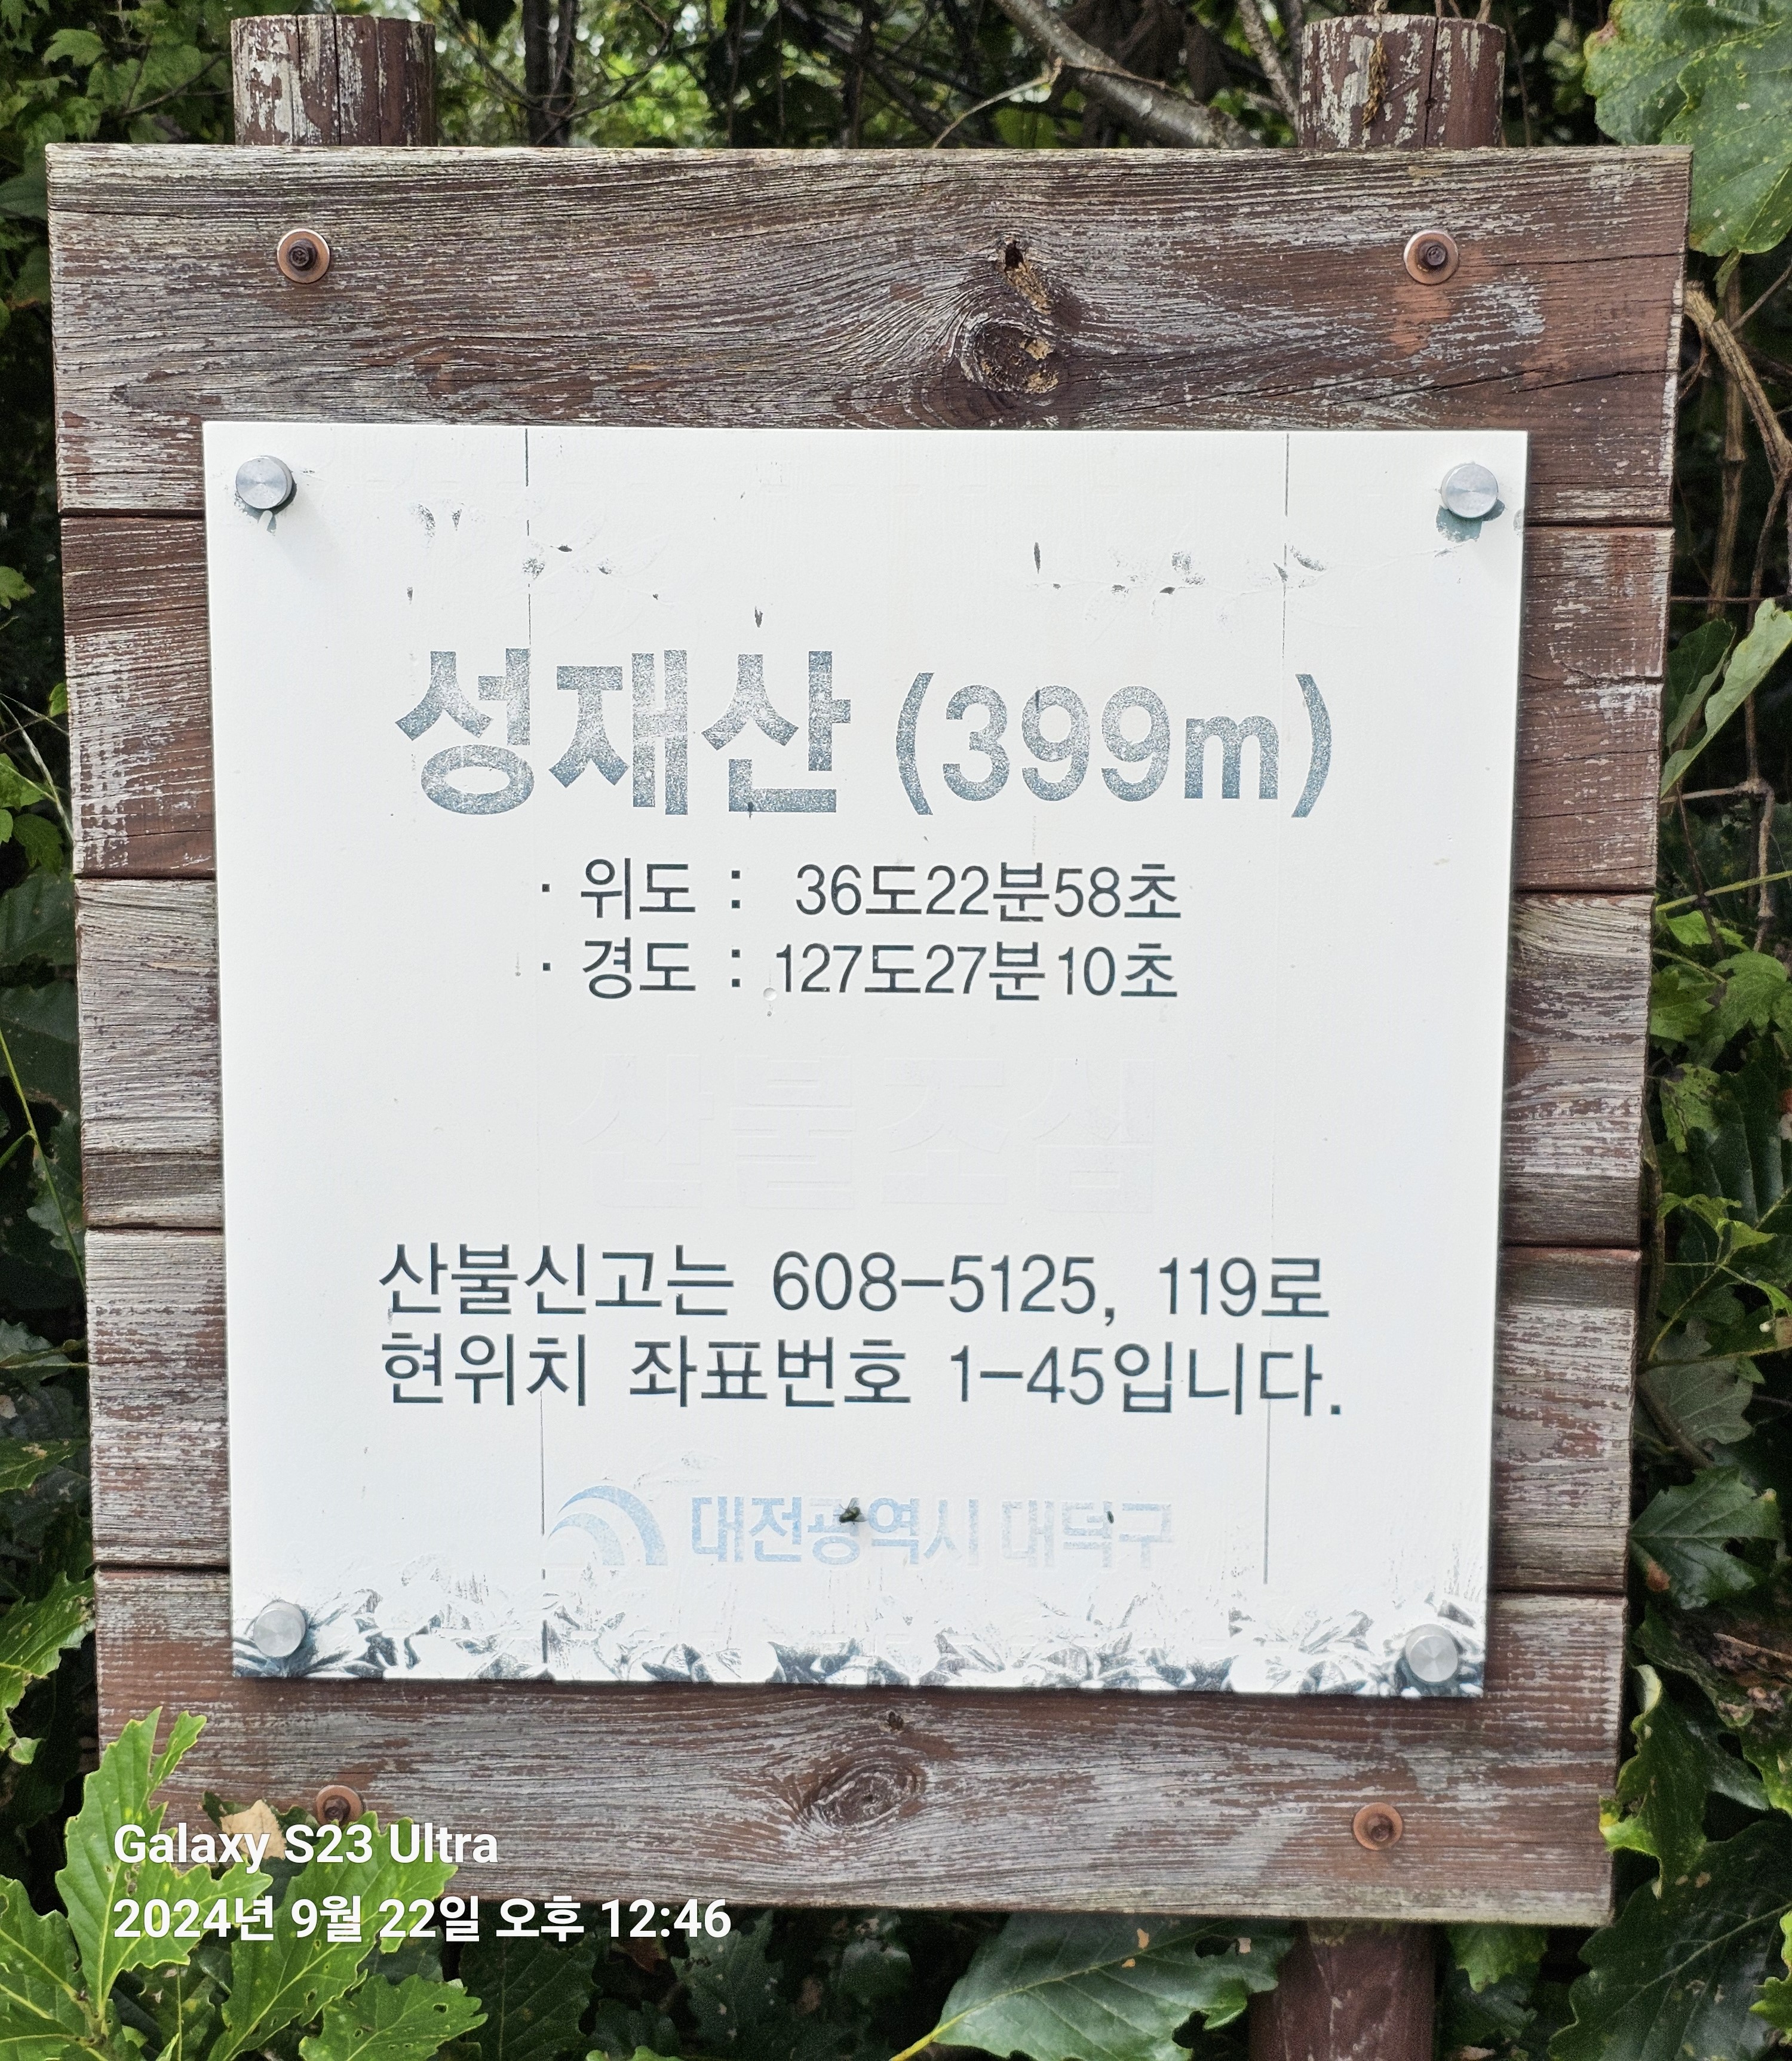 성재산 (399m)
· 위도 : 36도22분58초
· 경도 : 127도27분10초
산불조심
산불신고는 608-5125, 119로
현위치 좌표번호 1-45입니다.
대전광역시 대덕구
Galaxy S23 Ultra
2024년 9월 22일 오후 12:46